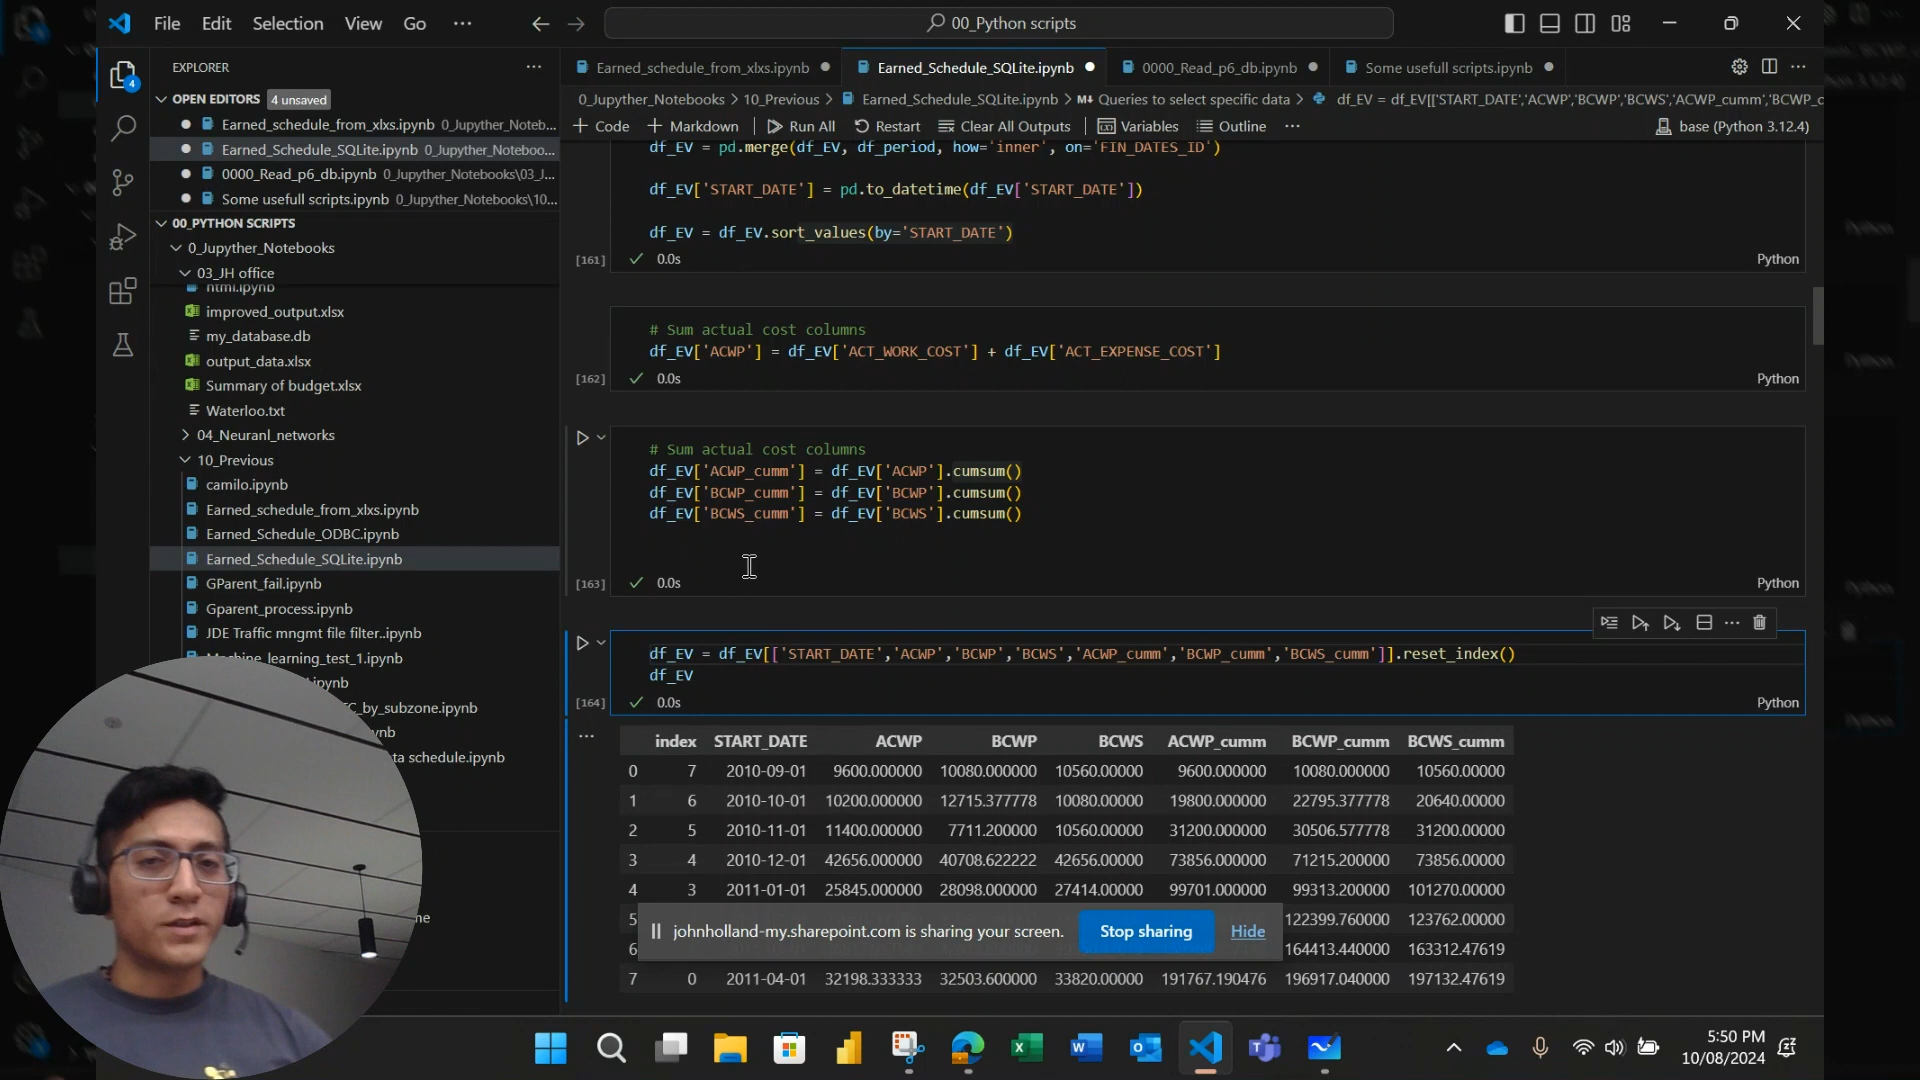 File Edit Selection View Go ···
00_Python scripts
EXPLORER ···
OPEN EDITORS 4 unsaved
Earned_schedule_from_xlxs.ipynb 0_Jupyther_Noteb...
Earned_Schedule_SQLite.ipynb 0_Jupyther_Noteboo...
0000_Read_p6_db.ipynb 0_Jupyther_Notebooks\03_J...
Some usefull scripts.ipynb 0_Jupyther_Notebooks\10...
00_PYTHON SCRIPTS
0_Jupyther_Notebooks
03_JH office
html.ipynb
improved_output.xlsx
my_database.db
output_data.xlsx
Summary of budget.xlsx
Waterloo.txt
04_Neuranl_networks
10_Previous
camilo.ipynb
Earned_schedule_from_xlxs.ipynb
Earned_Schedule_ODBC.ipynb
Earned_Schedule_SQLite.ipynb
GParent_fail.ipynb
Gparent_process.ipynb
JDE Traffic mngmt file filter..ipynb
Machine_learning_test_1.ipynb
.ipynb
C_by_subzone.ipynb
ta schedule.ipynb
Earned_schedule_from_xlxs.ipynb Earned_Schedule_SQLite.ipynb 0000_Read_p6_db.ipynb Some usefull scripts.ipynb
0_Jupyther_Notebooks > 10_Previous > Earned_Schedule_SQLite.ipynb > M↓ Queries to select specific data > df_EV = df_EV[['START_DATE','ACWP','BCWP','BCWS','ACWP_cumm','BCWP_c
+ Code + Markdown Run All Restart Clear All Outputs Variables Outline ··· base (Python 3.12.4)
df_EV = pd.merge(df_EV, df_period, how='inner', on='FIN_DATES_ID')
df_EV['START_DATE'] = pd.to_datetime(df_EV['START_DATE'])
df_EV = df_EV.sort_values(by='START_DATE')
[161] 0.0s Python
# Sum actual cost columns
df_EV['ACWP'] = df_EV['ACT_WORK_COST'] + df_EV['ACT_EXPENSE_COST']
[162] 0.0s Python
# Sum actual cost columns
df_EV['ACWP_cumm'] = df_EV['ACWP'].cumsum()
df_EV['BCWP_cumm'] = df_EV['BCWP'].cumsum()
df_EV['BCWS_cumm'] = df_EV['BCWS'].cumsum()
[163] 0.0s Python
df_EV = df_EV[['START_DATE','ACWP','BCWP','BCWS','ACWP_cumm','BCWP_cumm','BCWS_cumm']].reset_index()
df_EV
[164] 0.0s Python
index START_DATE ACWP BCWP BCWS ACWP_cumm BCWP_cumm BCWS_cumm
0 7 2010-09-01 9600.000000 10080.000000 10560.00000 9600.000000 10080.000000 10560.00000
1 6 2010-10-01 10200.000000 12715.377778 10080.00000 19800.000000 22795.377778 20640.00000
2 5 2010-11-01 11400.000000 7711.200000 10560.00000 31200.000000 30506.577778 31200.00000
3 4 2010-12-01 42656.000000 40708.622222 42656.00000 73856.000000 71215.200000 73856.00000
4 3 2011-01-01 25845.000000 28098.000000 27414.00000 99701.000000 99313.200000 101270.00000
5 122399.760000 123762.00000
6 164413.440000 163312.47619
7 0 2011-04-01 32198.333333 32503.600000 33820.00000 191767.190476 196917.040000 197132.47619
johnholland-my.sharepoint.com is sharing your screen. Stop sharing Hide
5:50 PM
10/08/2024